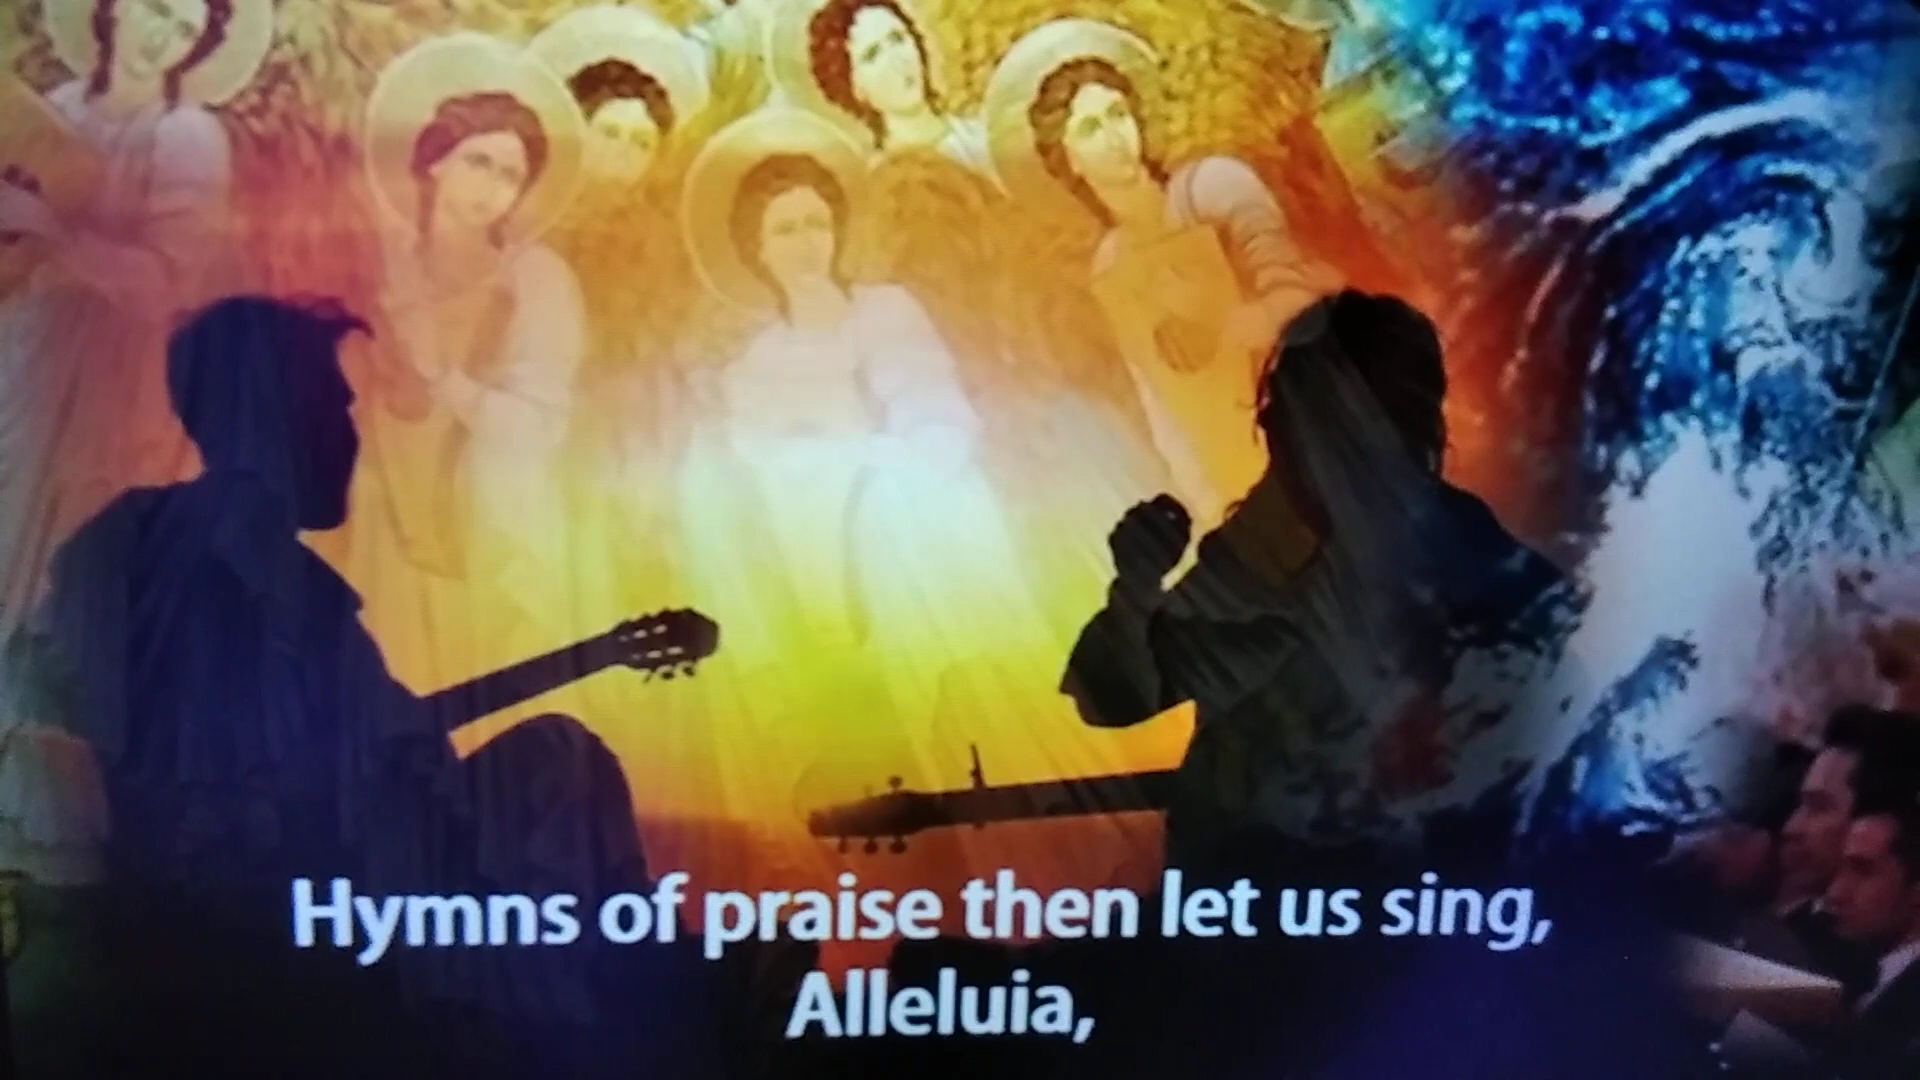 Hymns of praise then let us sing,
Alleluia,